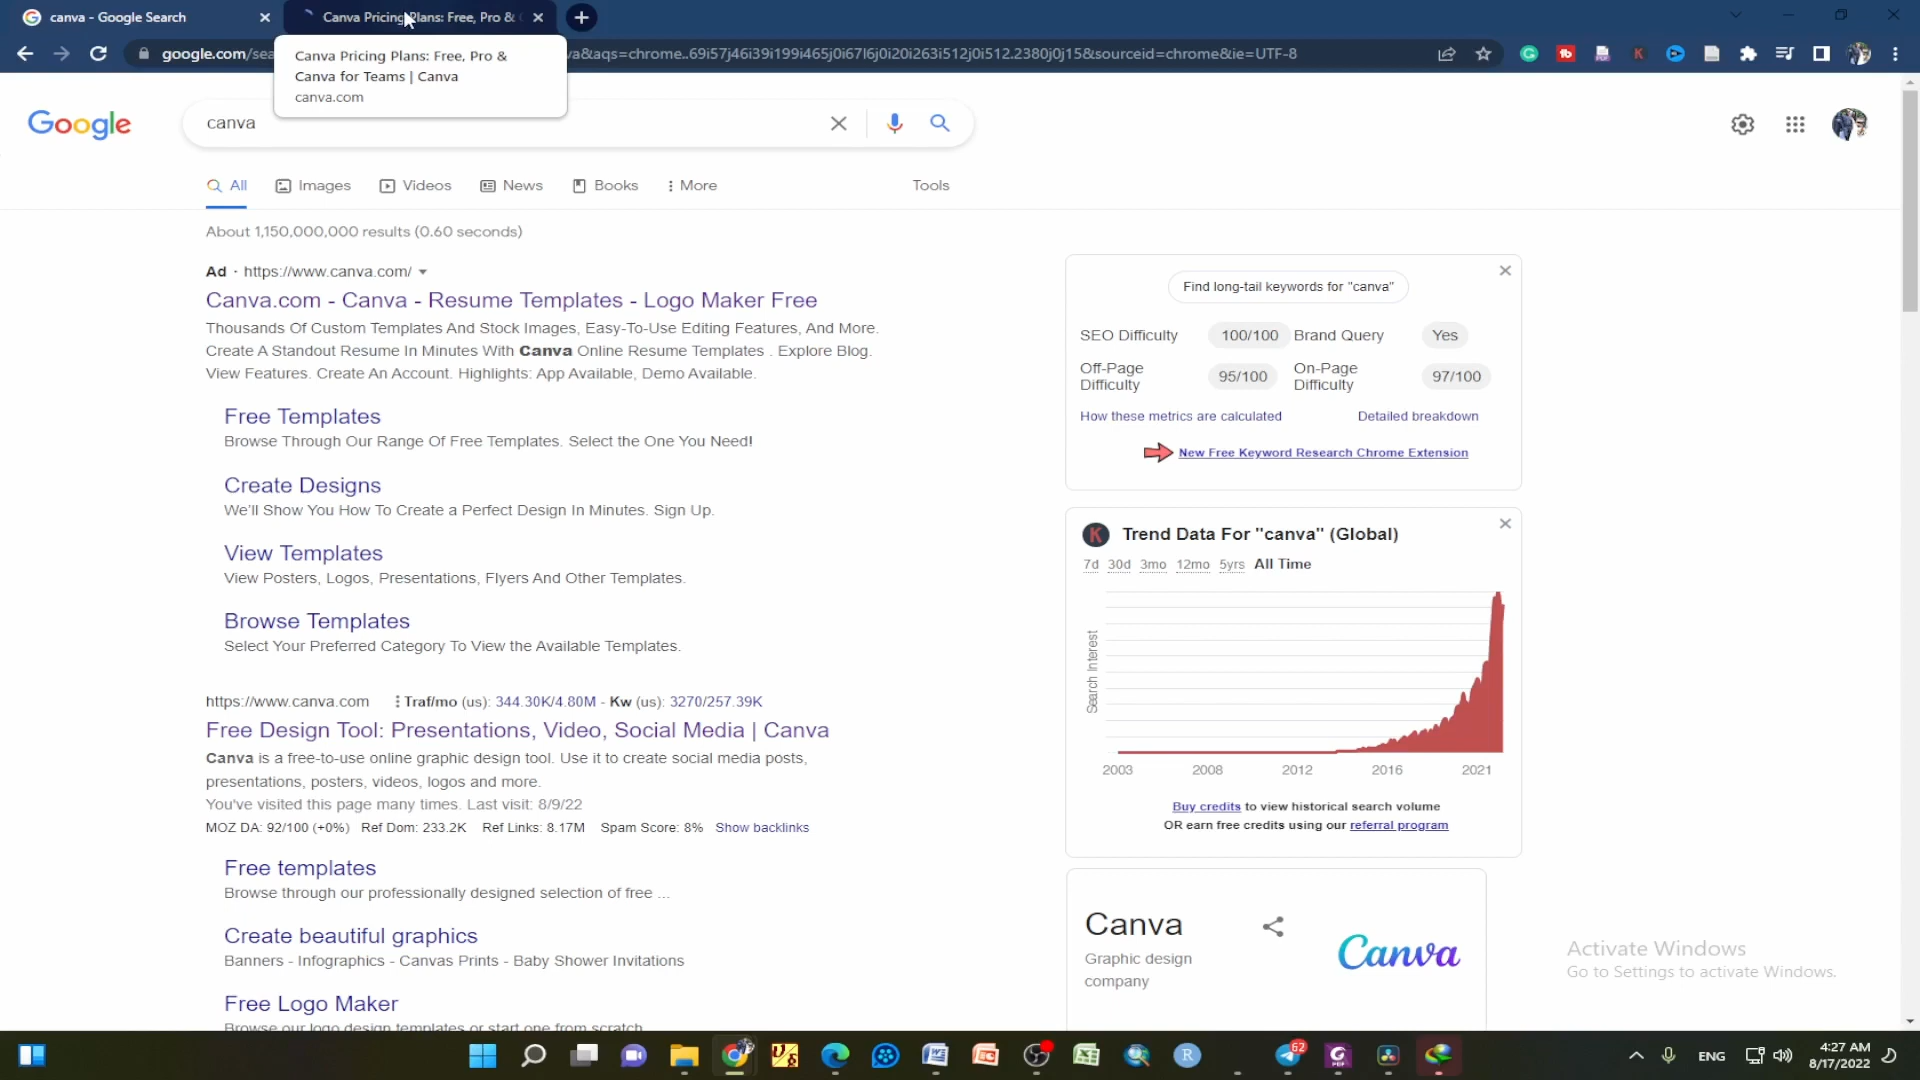 canva - Google Search
Canva Pricing Plans: Free, Pro &
google.com/sea
va&aqs=chrome..69i57j46i39i199i465j0i67l6j0i20i263i512j0i512.2380j0j15&sourceid=chrome&ie=UTF-8
Canva Pricing Plans: Free, Pro &
Canva for Teams | Canva
canva.com
Google
canva
All
Images
Videos
News
Books
More
Tools
About 1,150,000,000 results (0.60 seconds)
Ad · https://www.canva.com/
Canva.com - Canva - Resume Templates - Logo Maker Free
Thousands Of Custom Templates And Stock Images, Easy-To-Use Editing Features, And More.
Create A Standout Resume In Minutes With Canva Online Resume Templates . Explore Blog.
View Features. Create An Account. Highlights: App Available, Demo Available.
Free Templates
Browse Through Our Range Of Free Templates. Select the One You Need!
Create Designs
We'll Show You How To Create a Perfect Design In Minutes. Sign Up.
View Templates
View Posters, Logos, Presentations, Flyers And Other Templates.
Browse Templates
Select Your Preferred Category To View the Available Templates.
https://www.canva.com
Traf/mo (us): 344.30K/4.80M - Kw (us): 3270/257.39K
Free Design Tool: Presentations, Video, Social Media | Canva
Canva is a free-to-use online graphic design tool. Use it to create social media posts,
presentations, posters, videos, logos and more.
You've visited this page many times. Last visit: 8/9/22
MOZ DA: 92/100 (+0%) Ref Dom: 233.2K Ref Links: 8.17M Spam Score: 8% Show backlinks
Free templates
Browse through our professionally designed selection of free ...
Create beautiful graphics
Banners - Infographics - Canvas Prints - Baby Shower Invitations
Free Logo Maker
Browse our logo design templates or start one from scratch
Find long-tail keywords for "canva"
SEO Difficulty 100/100 Brand Query Yes
Off-Page Difficulty 95/100 On-Page Difficulty 97/100
How these metrics are calculated
Detailed breakdown
New Free Keyword Research Chrome Extension
K
Trend Data For "canva" (Global)
7d 30d 3mo 12mo 5yrs All Time
Search Interest
2003 2008 2012 2016 2021
Buy credits to view historical search volume
OR earn free credits using our referral program
Canva
Graphic design
company
Canva
Activate Windows
Go to Settings to activate Windows.
62
ENG
4:27 AM
8/17/2022